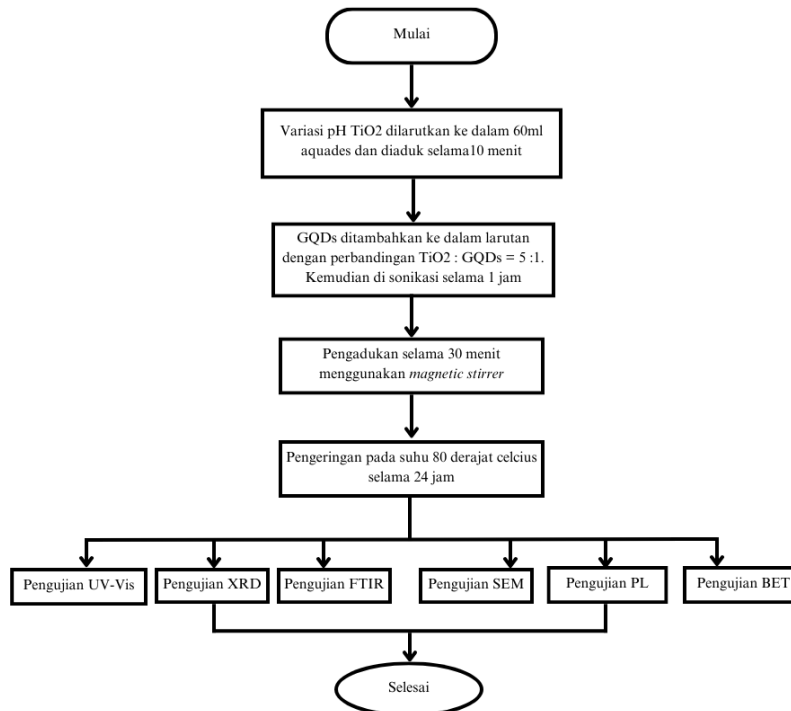 Mulai
Variasi pH TiO2 dilarutkan ke dalam 60ml
aquades dan diaduk selama10 menit
GQDs ditambahkan ke dalam larutan
dengan perbandingan TiO2 : GQDs = 5 :1.
Kemudian di sonikasi selama 1 jam
Pengadukan selama 30 menit
menggunakan magnetic stirrer
Pengeringan pada suhu 80 derajat celcius
selama 24 jam
Pengujian UV-Vis
Pengujian XRD
Pengujian FTIR
Pengujian SEM
Pengujian PL
Pengujian BET
Selesai